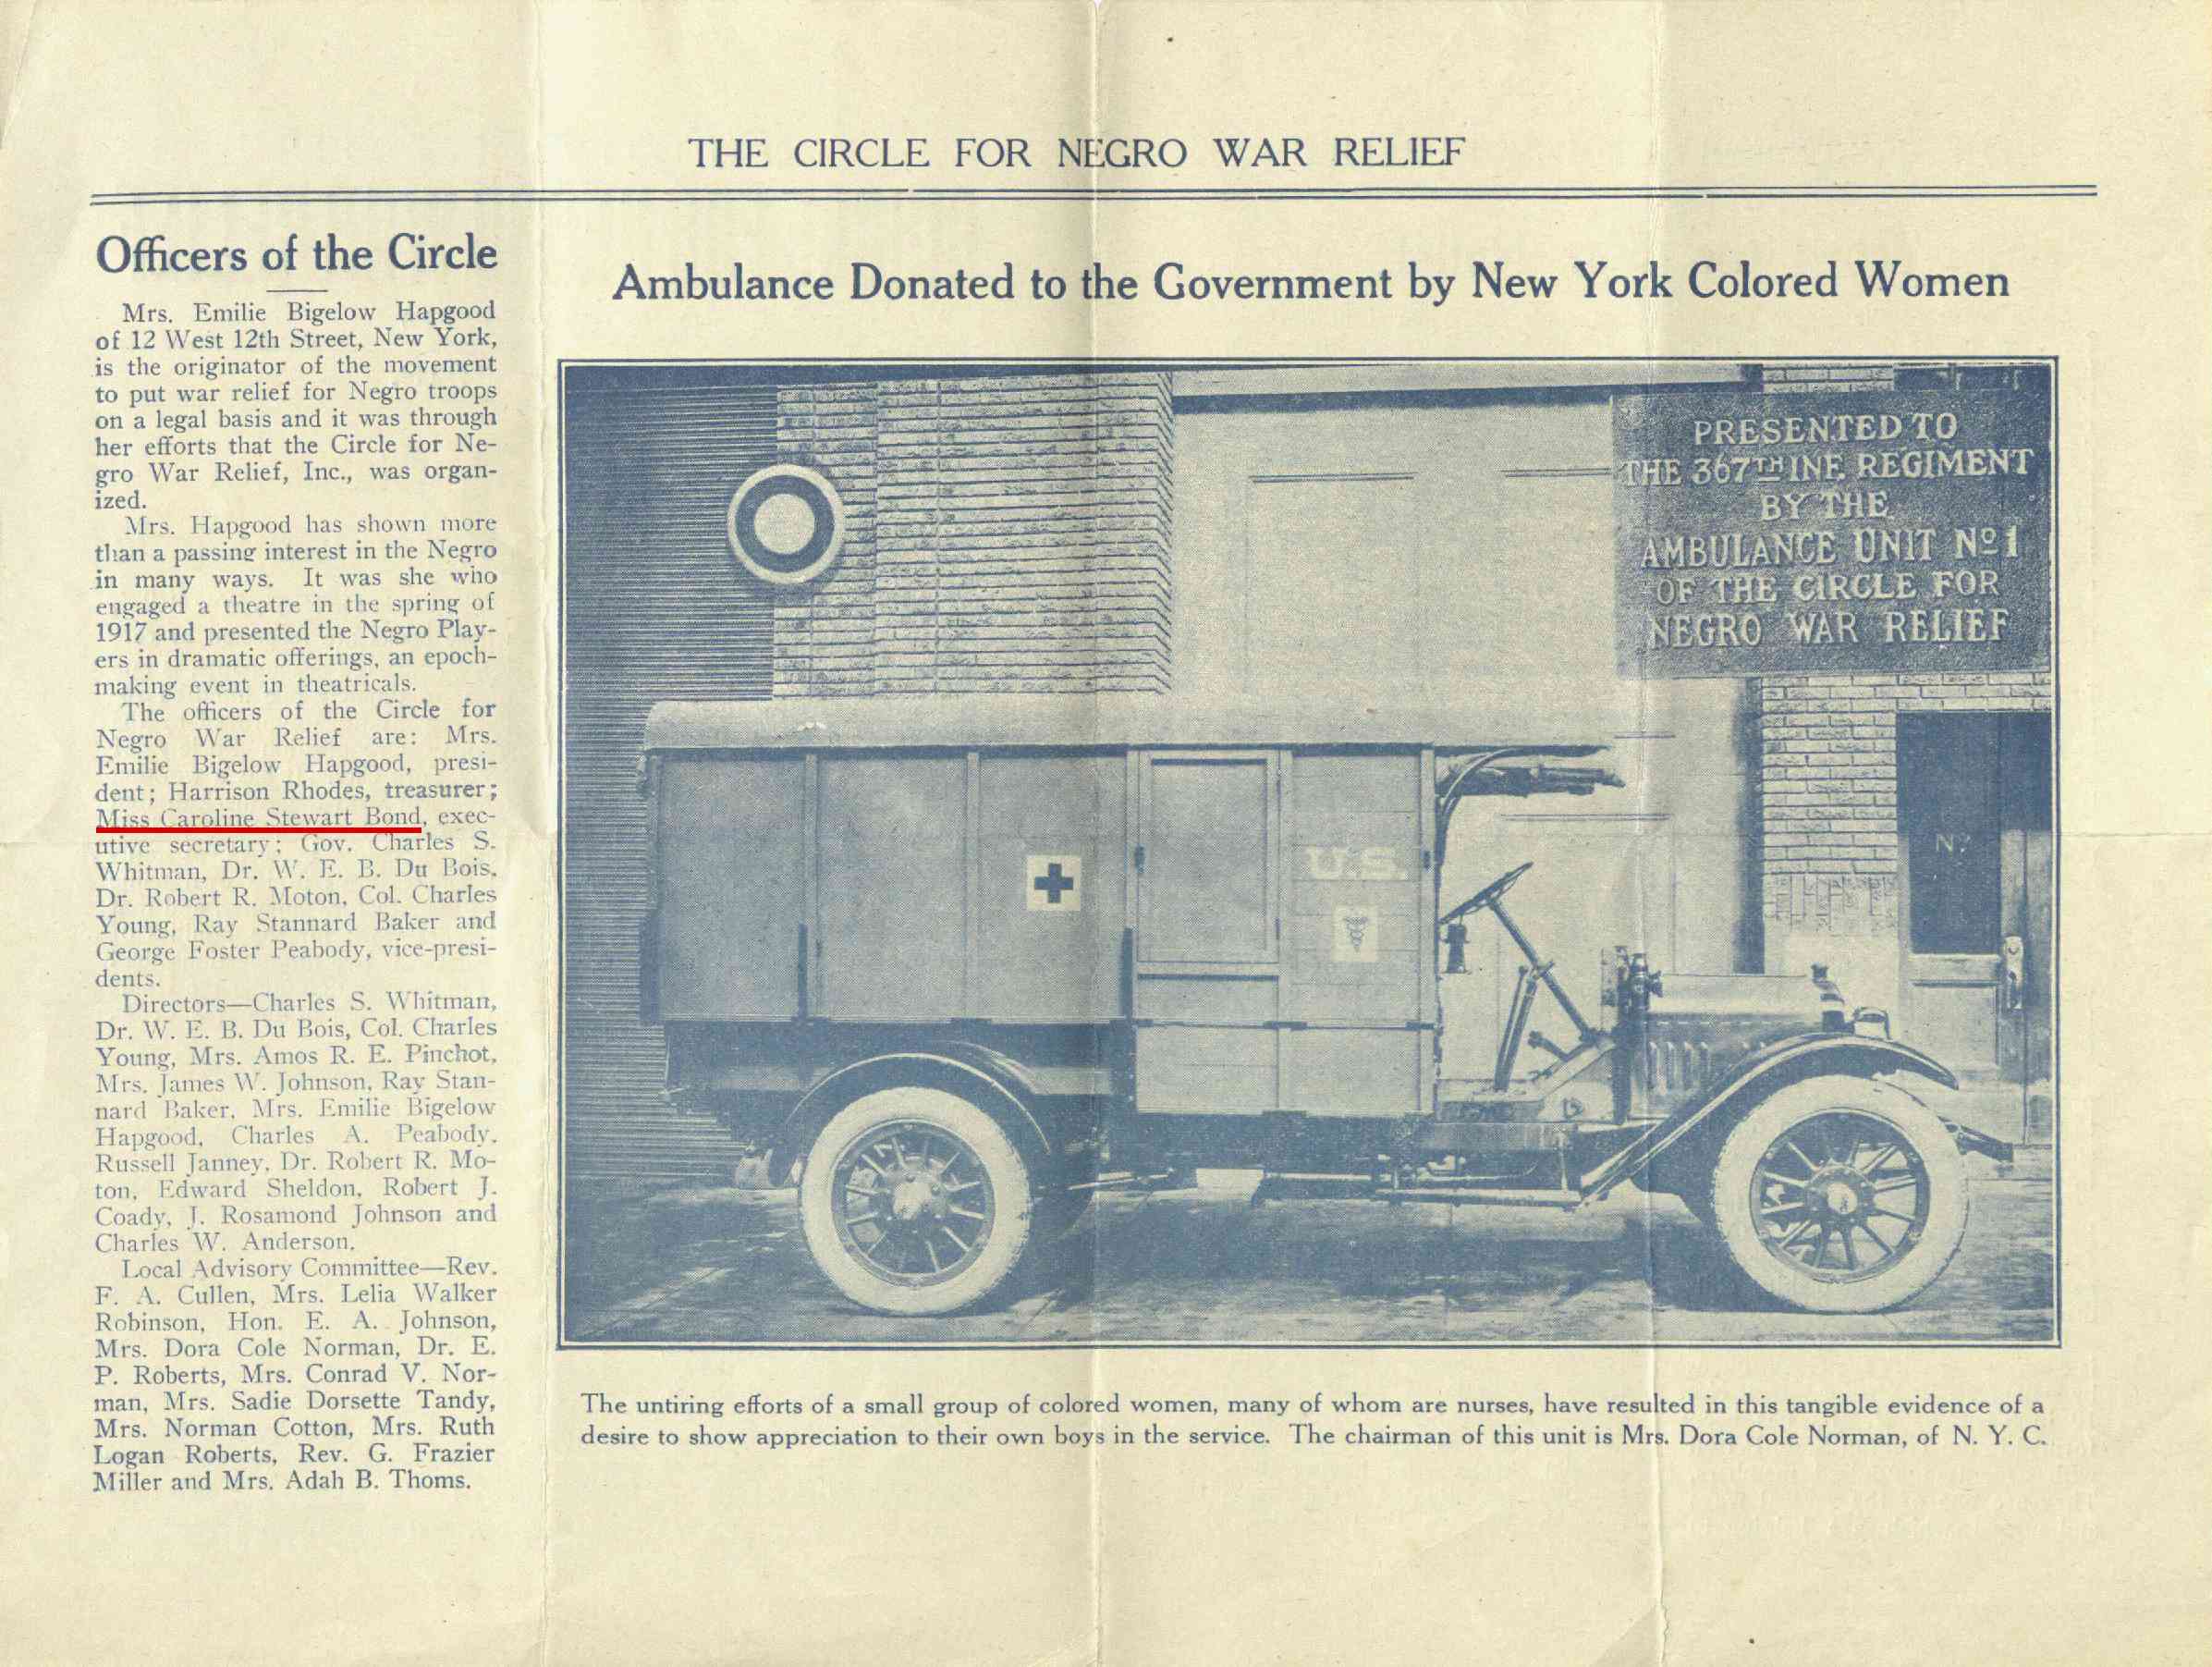 THE CIRCLE FOR NEGRO WAR RELIEF
Officers of the Circle
Mrs. Emilie Bigelow Hapgood
of 12 West 12th Street, New York,
is the originator of the movement
to put war relief for Negro troops
on a legal basis and it was through
her efforts that the Circle for Ne-
gro War Relief, Inc., was organ-
ized.
Mrs. Hapgood has shown more
than a passing interest in the Negro
in many ways. It was she who
engaged a theatre in the spring of
1917 and presented the Negro Play-
ers in dramatic offerings, an epoch-
making event in theatricals.
The officers of the Circle for
Negro War Relief are: Mrs.
Emilie Bigelow Hapgood, presi-
dent; Harrison Rhodes, treasurer;
Miss Caroline Stewart Bond, exec-
utive secretary; Gov. Charles S.
Whitman, Dr. W. E. B. Du Bois,
Dr. Robert R. Moton, Col. Charles
Young, Ray Stannard Baker and
George Foster Peabody, vice-presi-
dents.
Directors—Charles S. Whitman,
Dr. W. E. B. Du Bois, Col. Charles
Young, Mrs. Amos R. E. Pinchot,
Mrs. James W. Johnson, Ray Stan-
nard Baker, Mrs. Emilie Bigelow
Hapgood, Charles A. Peabody,
Russell Janney, Dr. Robert R. Mo-
ton, Edward Sheldon, Robert J.
Coady, J. Rosamond Johnson and
Charles W. Anderson.
Local Advisory Committee—Rev.
F. A. Cullen, Mrs. Lelia Walker
Robinson, Hon. E. A. Johnson,
Mrs. Dora Cole Norman, Dr. E.
P. Roberts, Mrs. Conrad V. Nor-
man, Mrs. Sadie Dorsette Tandy,
Mrs. Norman Cotton, Mrs. Ruth
Logan Roberts, Rev. G. Frazier
Miller and Mrs. Adah B. Thoms.
Ambulance Donated to the Government by New York Colored Women
PRESENTED TO
THE 367TH INF. REGIMENT
BY THE
AMBULANCE UNIT Nº 1
OF THE CIRCLE FOR
NEGRO WAR RELIEF
U.S.
The untiring efforts of a small group of colored women, many of whom are nurses, have resulted in this tangible evidence of a
desire to show appreciation to their own boys in the service. The chairman of this unit is Mrs. Dora Cole Norman, of N. Y. C.